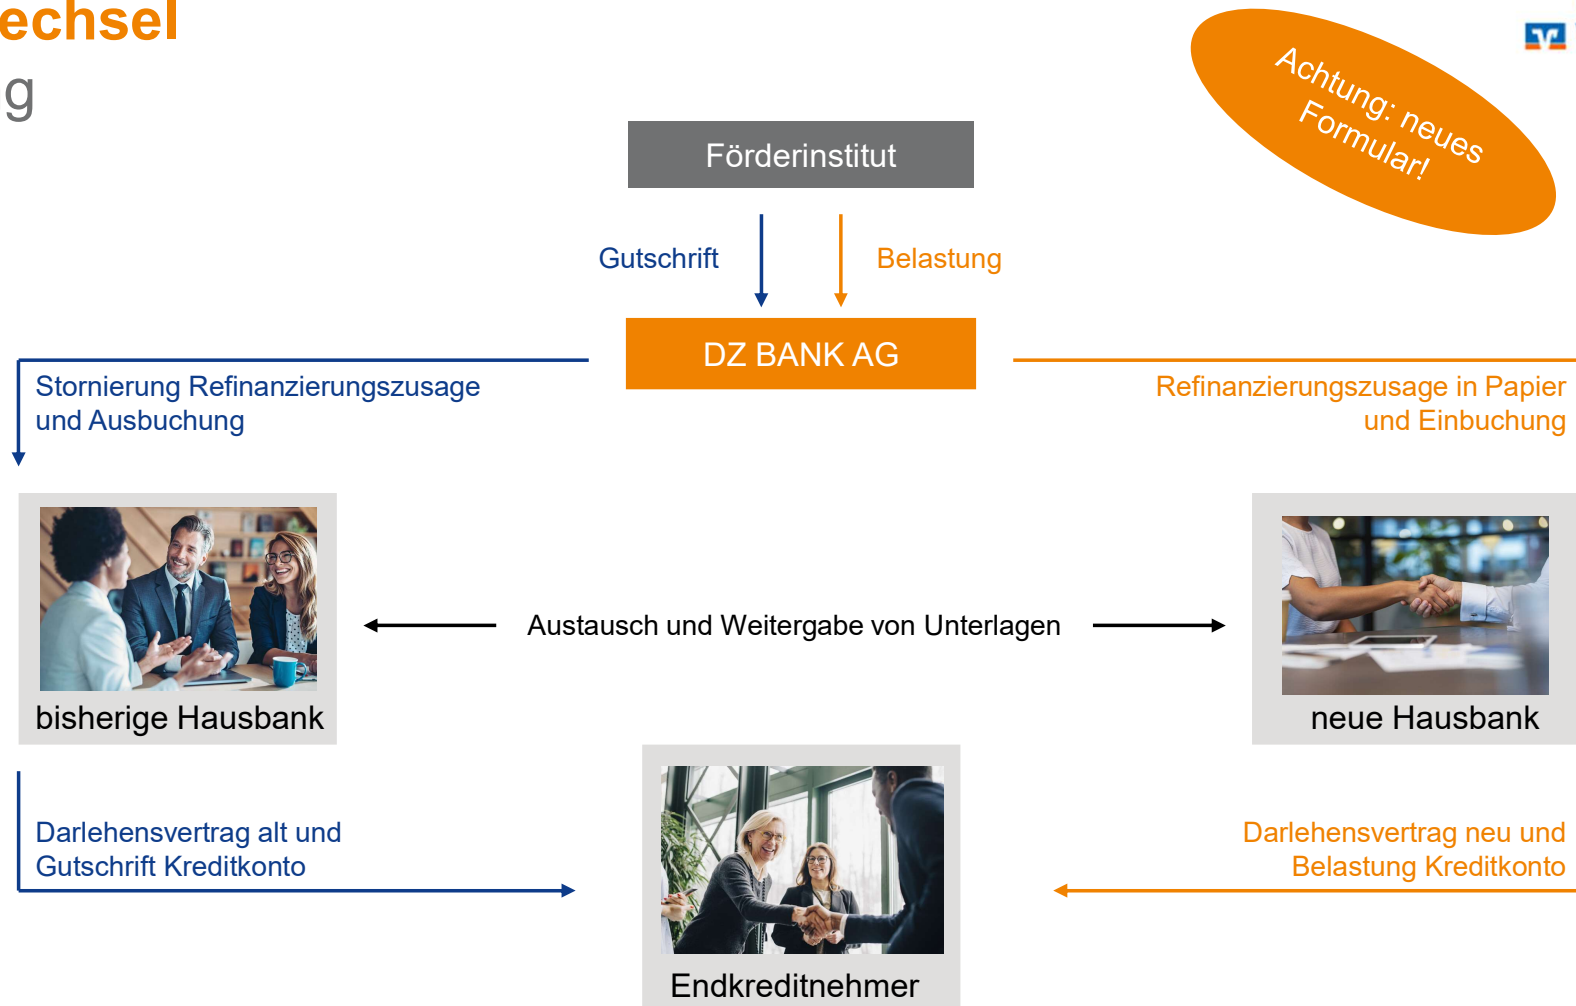 echsel
g
Achtung: neues
Formular!
Förderinstitut
Gutschrift
Belastung
DZ BANK AG
Stornierung Refinanzierungszusage
und Ausbuchung
Refinanzierungszusage in Papier
und Einbuchung
Austausch und Weitergabe von Unterlagen
bisherige Hausbank
neue Hausbank
Darlehensvertrag alt und
Gutschrift Kreditkonto
Darlehensvertrag neu und
Belastung Kreditkonto
Endkreditnehmer